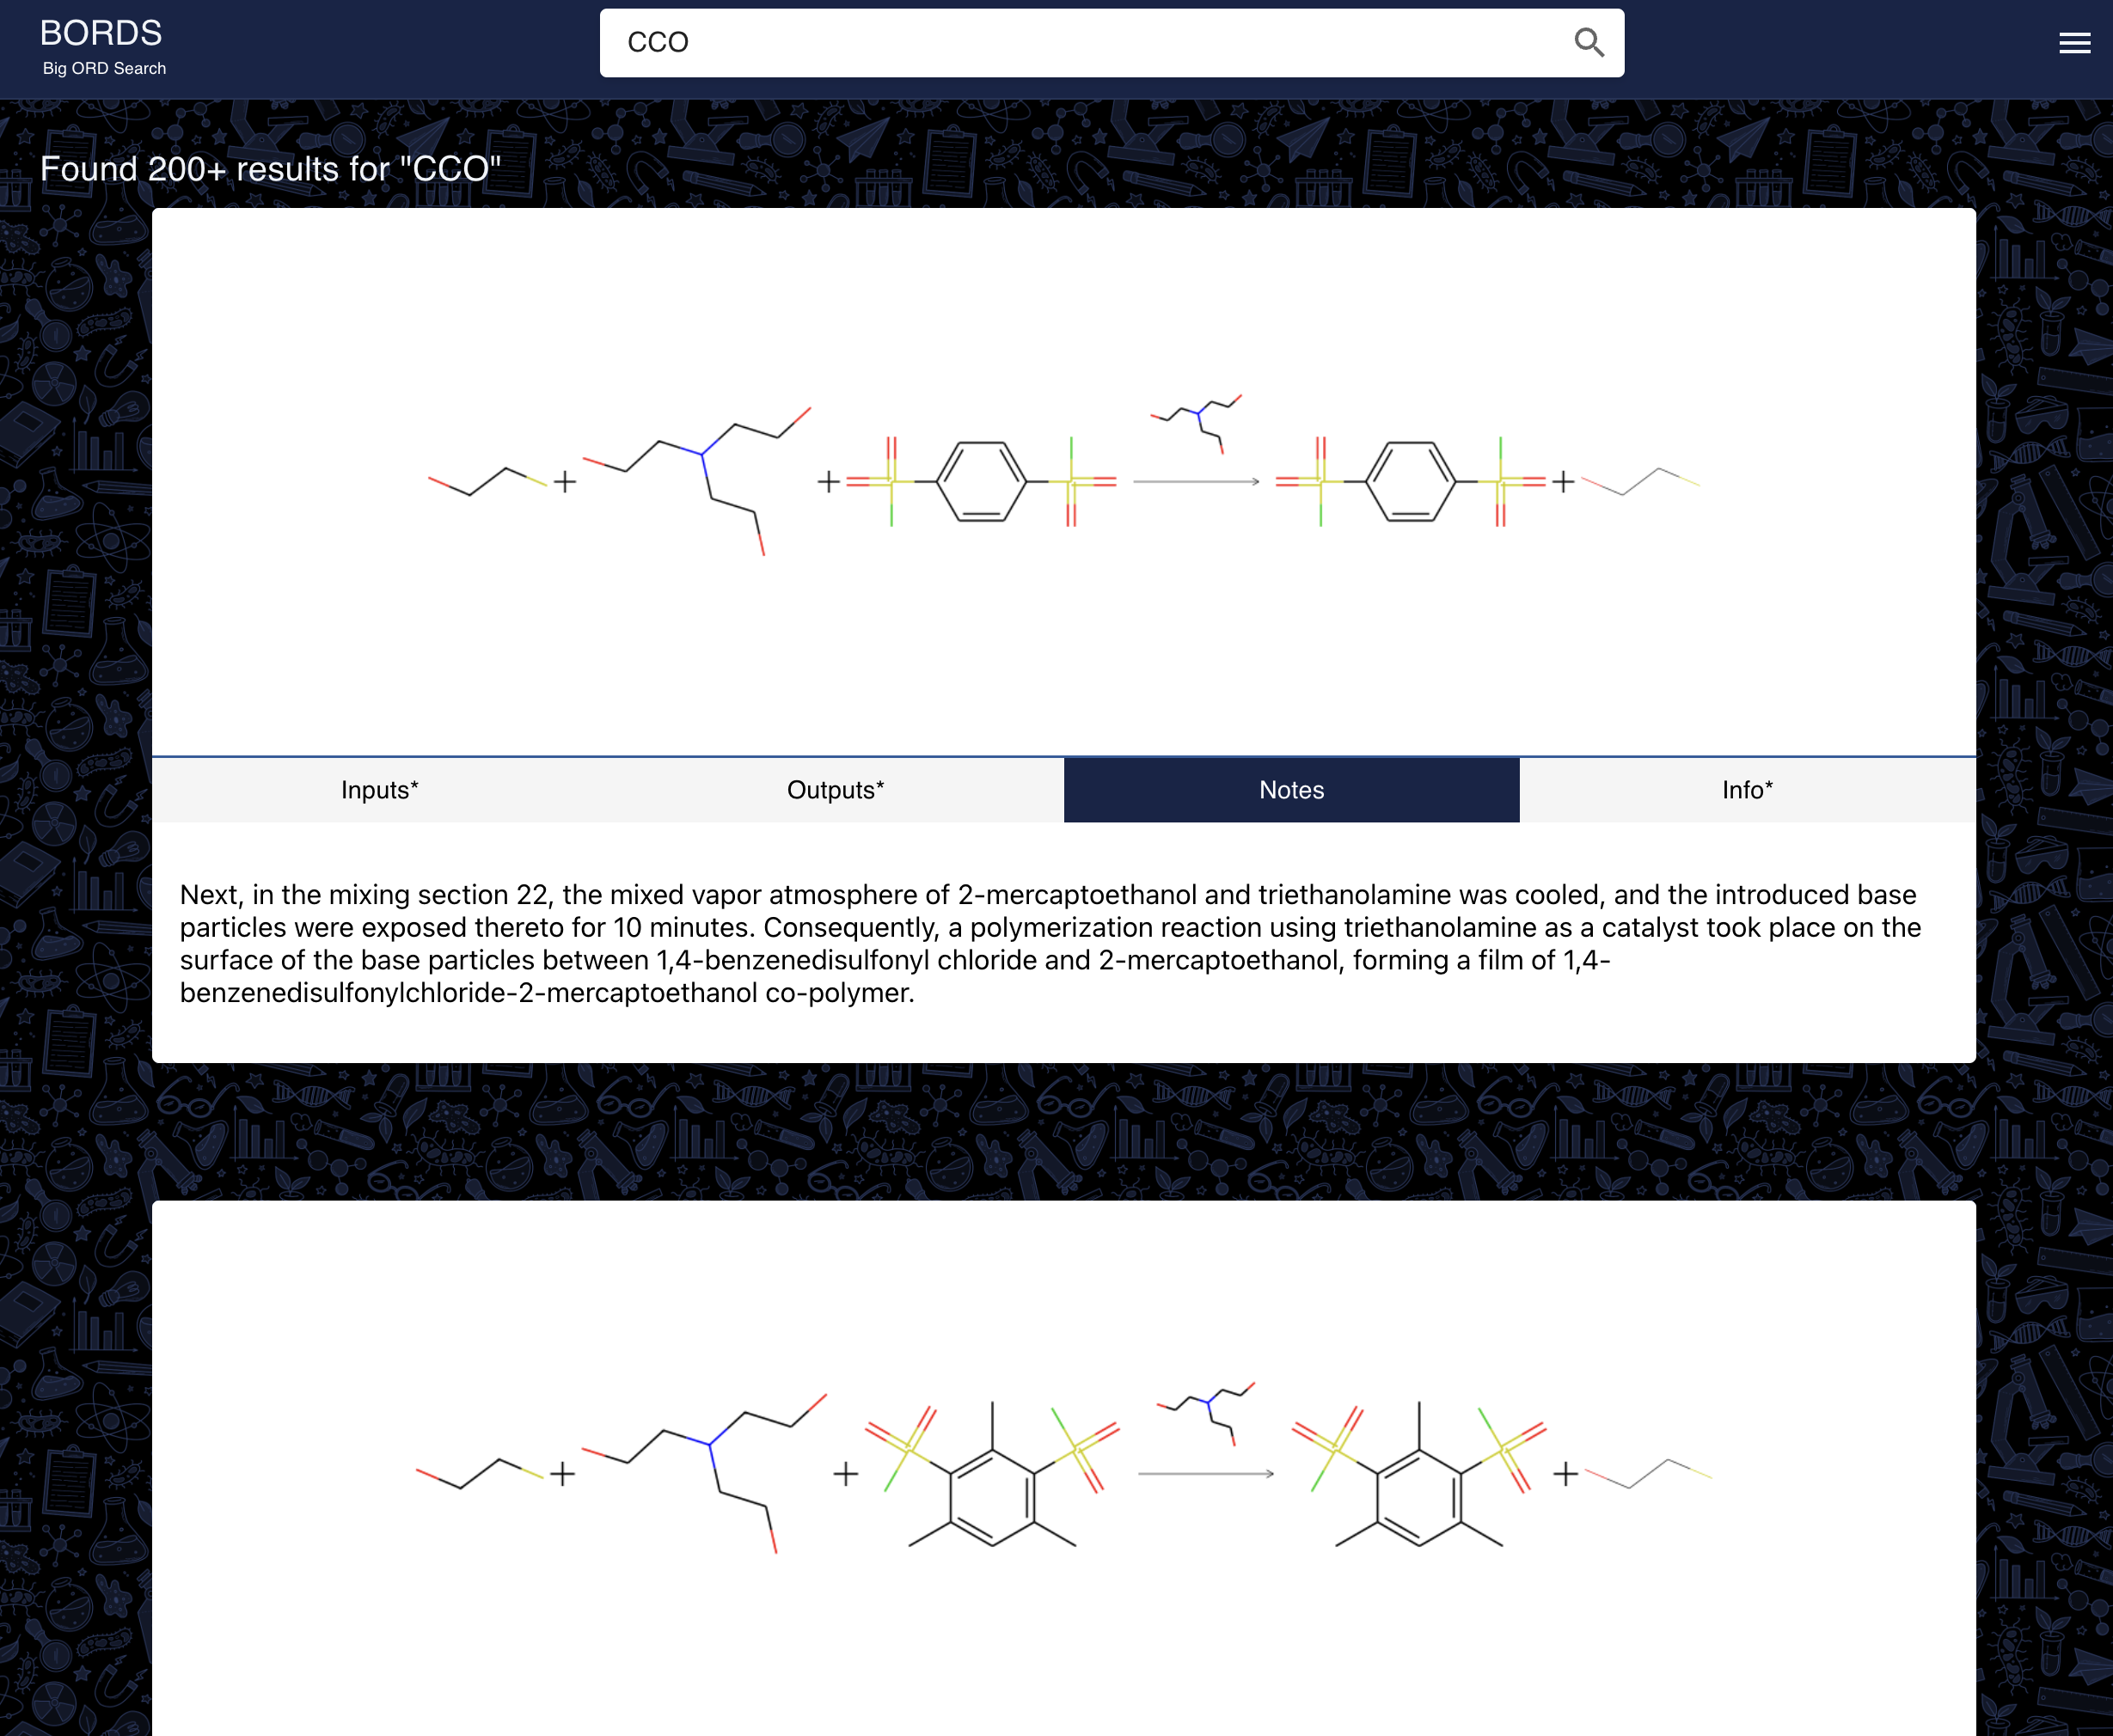 BORDS
Big ORD Search
CCO
Found 200+ results for "CCO"
+
+
+
Inputs*
Outputs*
Notes
Info*
Next, in the mixing section 22, the mixed vapor atmosphere of 2-mercaptoethanol and triethanolamine was cooled, and the introduced base
particles were exposed thereto for 10 minutes. Consequently, a polymerization reaction using triethanolamine as a catalyst took place on the
surface of the base particles between 1,4-benzenedisulfonyl chloride and 2-mercaptoethanol, forming a film of 1,4-
benzenedisulfonylchloride-2-mercaptoethanol co-polymer.
+
+
+